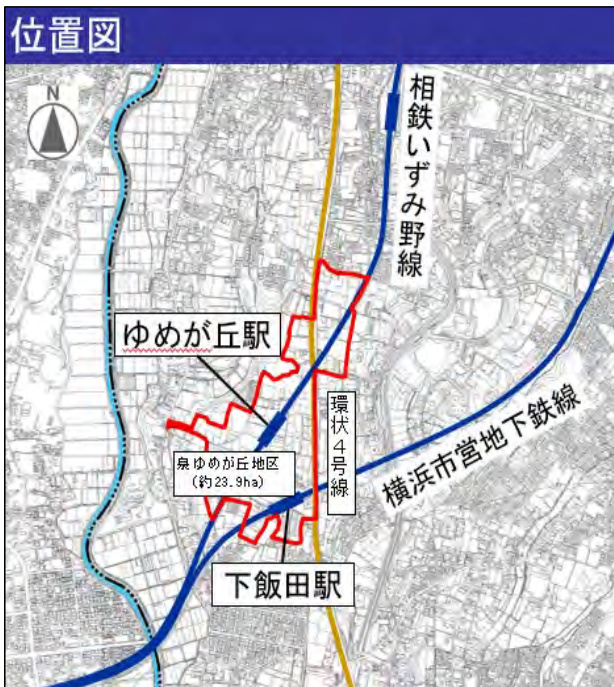 位置図
N
相鉄いずみ野線
ゆめが丘駅
環状4号線
横浜市営地下鉄線
泉ゆめが丘地区
(約23.9ha)
下飯田駅